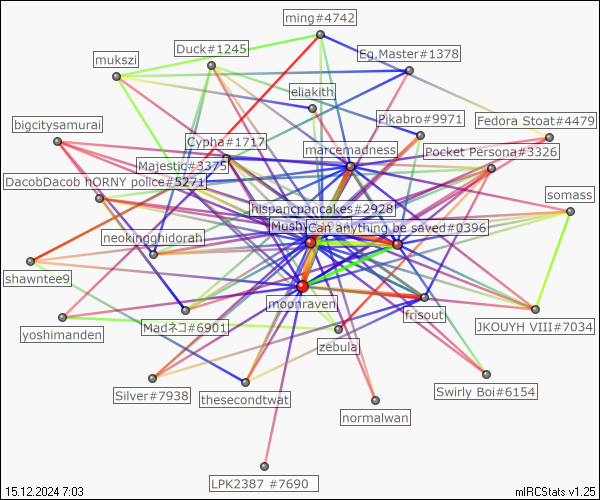 ming#4742
Duck#1245
Eg.Master#1378
mukszi
eliakith
Pikabro#9971
Fedora Stoat#4479
bigcitysamurai
Cypha#1717
marcemadness
Pocket Persona#3326
Majestic#3375
DacobDacob hORNY police#5271
somass
hispancpancakes#2928
Mush
Can anything be saved#0396
neokingghidorah
shawntee9
moonraven
frisout
JKOUYH VIII#7034
yoshimanden
Madネコ#6901
zebula
Silver#7938
thesecondtwat
Swirly Boi#6154
normalwan
LPK2387 #7690
15.12.2024 7:03
mIRCStats v1.25